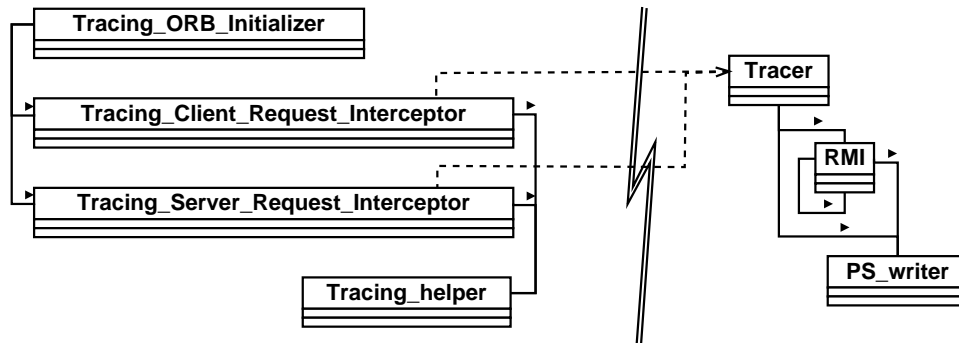 Tracing_ORB_Initializer
Tracer
Tracing_Client_Request_Interceptor
RMI
Tracing_Server_Request_Interceptor
PS_writer
Tracing_helper